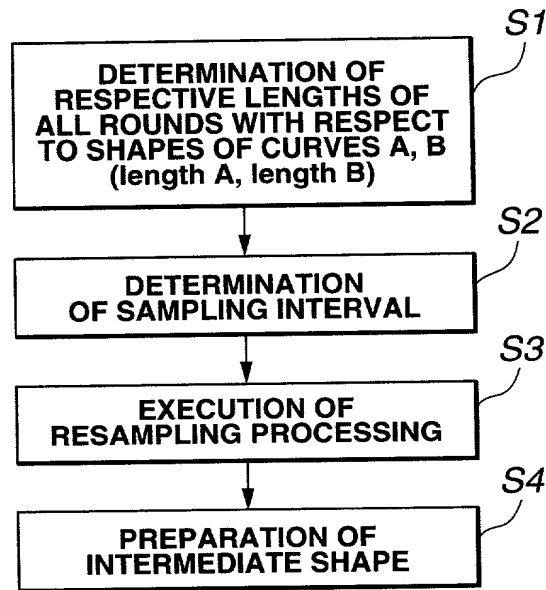 S1
DETERMINATION OF
RESPECTIVE LENGTHS OF
ALL ROUNDS WITH RESPECT
TO SHAPES OF CURVES A, B
(length A, length B)
S2
DETERMINATION
OF SAMPLING INTERVAL
S3
EXECUTION OF
RESAMPLING PROCESSING
S4
PREPARATION OF
INTERMEDIATE SHAPE